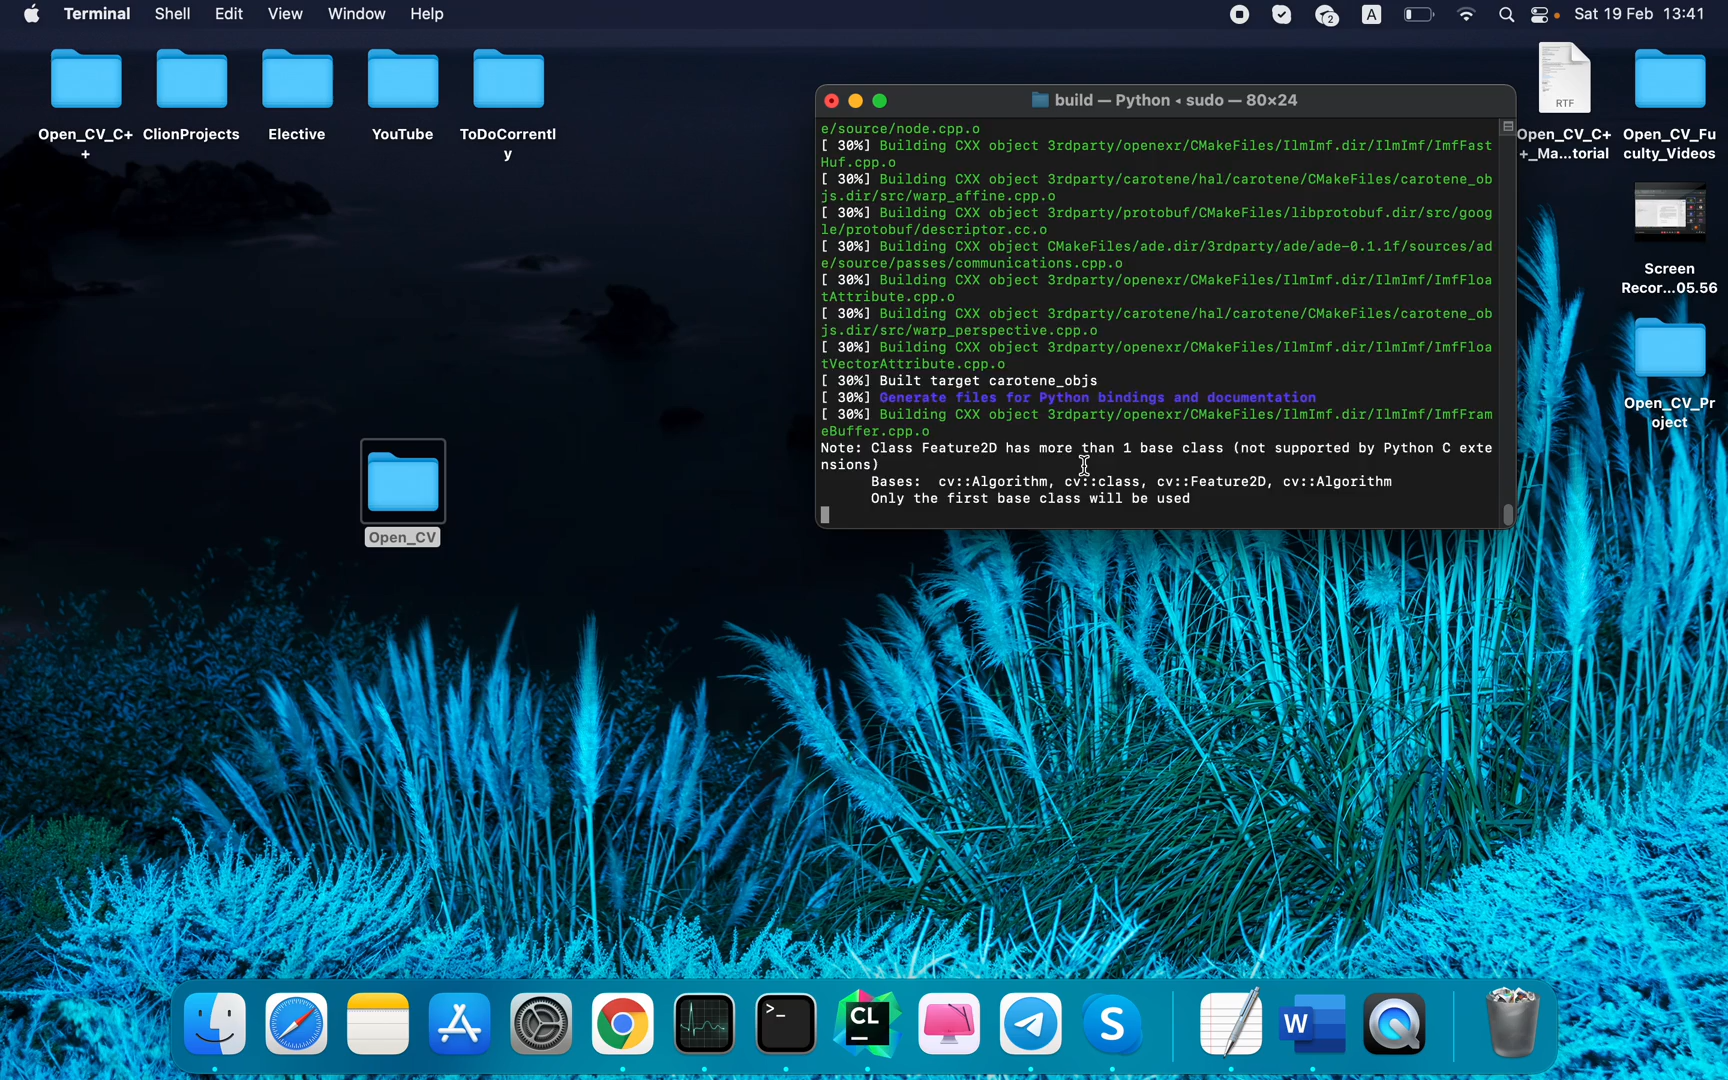 Terminal Shell Edit View Window Help
2 A Sat 19 Feb 13:41
Open_CV_C+
+
ClionProjects
Elective
YouTube
ToDoCorrentl
y
build — Python ◂ sudo — 80×24
e/source/node.cpp.o
[ 30%] Building CXX object 3rdparty/openexr/CMakeFiles/IlmImf.dir/IlmImf/ImfFast
Huf.cpp.o
[ 30%] Building CXX object 3rdparty/carotene/hal/carotene/CMakeFiles/carotene_ob
js.dir/src/warp_affine.cpp.o
[ 30%] Building CXX object 3rdparty/protobuf/CMakeFiles/libprotobuf.dir/src/goog
le/protobuf/descriptor.cc.o
[ 30%] Building CXX object CMakeFiles/ade.dir/3rdparty/ade/ade-0.1.1f/sources/ad
e/source/passes/communications.cpp.o
[ 30%] Building CXX object 3rdparty/openexr/CMakeFiles/IlmImf.dir/IlmImf/ImfFloa
tAttribute.cpp.o
[ 30%] Building CXX object 3rdparty/carotene/hal/carotene/CMakeFiles/carotene_ob
js.dir/src/warp_perspective.cpp.o
[ 30%] Building CXX object 3rdparty/openexr/CMakeFiles/IlmImf.dir/IlmImf/ImfFloa
tVectorAttribute.cpp.o
[ 30%] Built target carotene_objs
[ 30%] Generate files for Python bindings and documentation
[ 30%] Building CXX object 3rdparty/openexr/CMakeFiles/IlmImf.dir/IlmImf/ImfFram
eBuffer.cpp.o
Note: Class Feature2D has more than 1 base class (not supported by Python C exte
nsions)
Bases: cv::Algorithm, cv::class, cv::Feature2D, cv::Algorithm
Only the first base class will be used
RTF
Open_CV_C+
+_Ma...torial
Open_CV_Fu
culty_Videos
Screen
Recor...05.56
Open_CV_Pr
oject
Open_CV
>_
CL
S
W